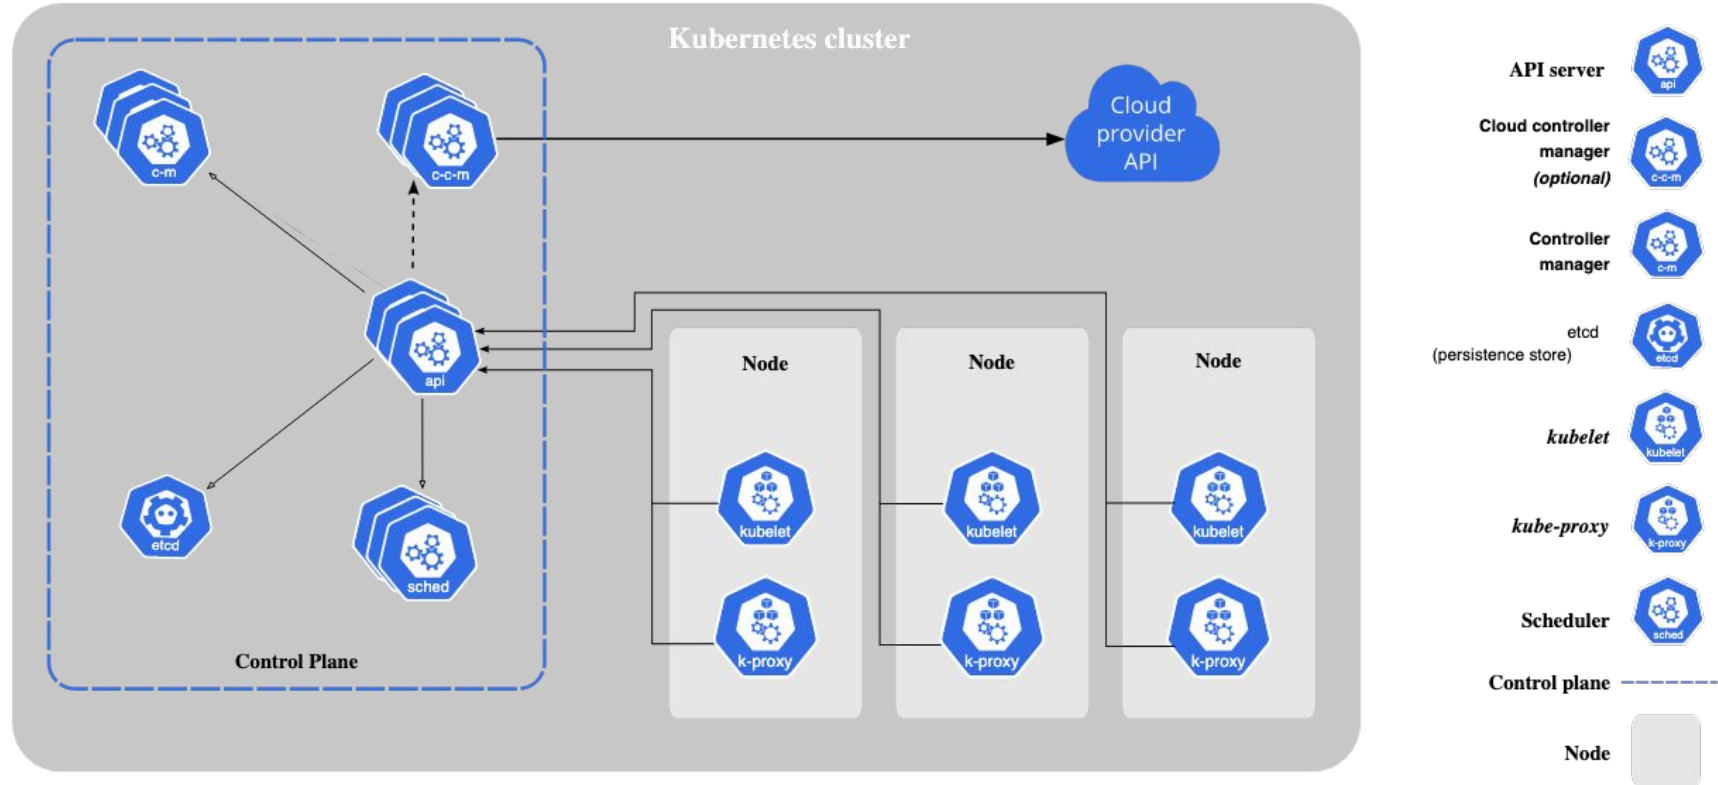 Kubernetes cluster
c-m
c-c-m
Cloud
provider
API
api
etcd
sched
Control Plane
Node
kubelet
k-proxy
Node
kubelet
k-proxy
Node
kubelet
k-proxy
API server
api
Cloud controller
manager
(optional)
c-c-m
Controller
manager
c-m
etcd
(persistence store)
etcd
kubelet
kubelet
kube-proxy
k-proxy
Scheduler
sched
Control plane
Node